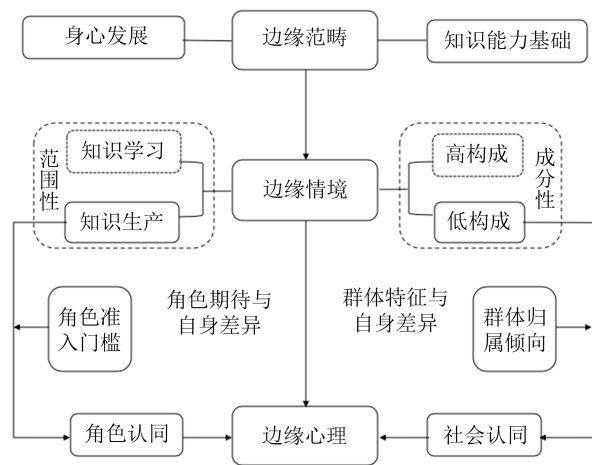 身心发展
边缘范畴
知识能力基础
范围性
知识学习
知识生产
边缘情境
高构成
低构成
成分性
角色准
入门槛
角色期待与
自身差异
群体特征与
自身差异
群体归
属倾向
角色认同
边缘心理
社会认同